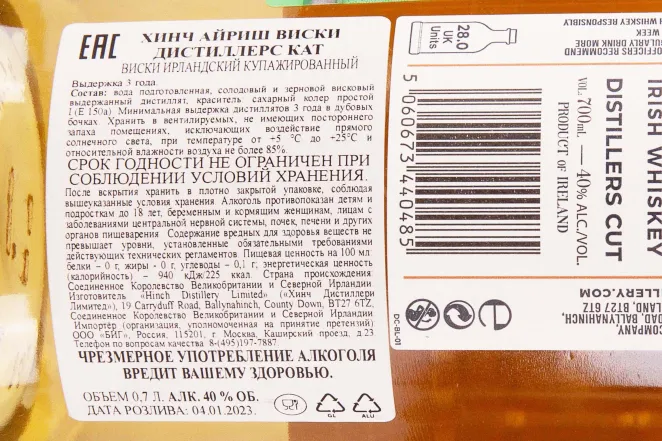 EAC
ХИНЧ АЙРИШ ВИСКИ
ДИСТИЛЛЕРС КАТ
ВИСКИ ИРЛАНДСКИЙ КУПАЖИРОВАННЫЙ
Выдержка 3 года
Состав: вода подготовленная, солодовый и зерновой висковый
выдержанный дистиллят, краситель сахарный колер простой
I (Е 150а). Минимальная выдержка дистиллятов 3 года в дубовых
бочках. Хранить в вентилируемых, не имеющих постороннего
запаха помещениях, исключающих воздействие прямого
солнечного света, при температуре от +5 °С до +25°С и
относительной влажности воздуха не более 85%.
СРОК ГОДНОСТИ НЕ ОГРАНИЧЕН ПРИ
СОБЛЮДЕНИИ УСЛОВИЙ ХРАНЕНИЯ.
После вскрытия хранить в плотно закрытой упаковке, соблюдая
вышеуказанные условия хранения. Алкоголь противопоказан детям и
подросткам до 18 лет, беременным и кормящим женщинам, лицам с
заболеваниями центральной нервной системы, почек, печени и других
органов пищеварения. Содержание вредных для здоровья веществ не
превышает уровни, установленные обязательными требованиями
действующих технических регламентов. Пищевая ценность на 100 мл:
белки – 0 г, жиры - 0 г, углеводы – 0,1 г; энергетическая ценность
(калорийность) – 940 кДж/225 ккал. Страна происхождения:
Соединенное Королевство Великобритании и Северной Ирландии
Изготовитель «Hinch Distillery Limited» («Хинч Дистиллери
Лимитед»), 19 Carryduff Road, Ballynahinch, County Down, BT27 6TZ,
Соединенное Королевство Великобритании и Северной Ирландии
Импортёр (организация, уполномоченная на принятие претензий)
ООО «БИГ», Россия, 115201, г. Москва, Каширский проезд, д.23
Телефон по вопросам качества: 8-(495)197-7887.
ЧРЕЗМЕРНОЕ УПОТРЕБЛЕНИЕ АЛКОГОЛЯ
ВРЕДИТ ВАШЕМУ ЗДОРОВЬЮ.
ОБЪЕМ 0,7 Л. АЛК. 40 % ОБ.
ДАТА РОЗЛИВА: 04.01.2023.
GL
ALU
28.0
UK
Units
RECOMMEND
ULARLY DRINK MORE
WEEK
WHISKEY RESPONSIBLY
5 060673 440485
IRISH WHISKEY
DISTILLERS CUT
VOL. 700mL — 40% ALC./VOL.
PRODUCT OF IRELAND
LLERY.COM
COMPANY,
OAD, BALLYNAHINCH,
LAND, BT27 6TZ
DC-BL-01
e